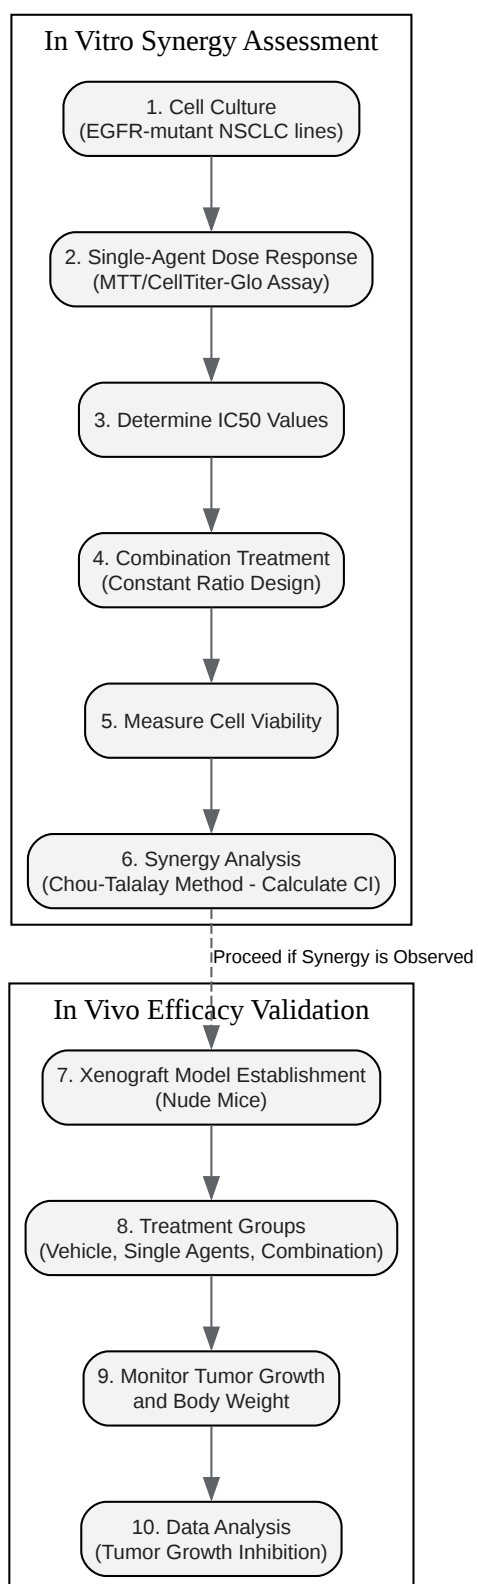 In Vitro Synergy Assessment
1. Cell Culture
(EGFR-mutant NSCLC lines)
2. Single-Agent Dose Response
(MTT/CellTiter-Glo Assay)
3. Determine IC50 Values
4. Combination Treatment
(Constant Ratio Design)
5. Measure Cell Viability
6. Synergy Analysis
(Chou-Talalay Method - Calculate CI)
Proceed if Synergy is Observed
In Vivo Efficacy Validation
7. Xenograft Model Establishment
(Nude Mice)
8. Treatment Groups
(Vehicle, Single Agents, Combination)
9. Monitor Tumor Growth
and Body Weight
10. Data Analysis
(Tumor Growth Inhibition)